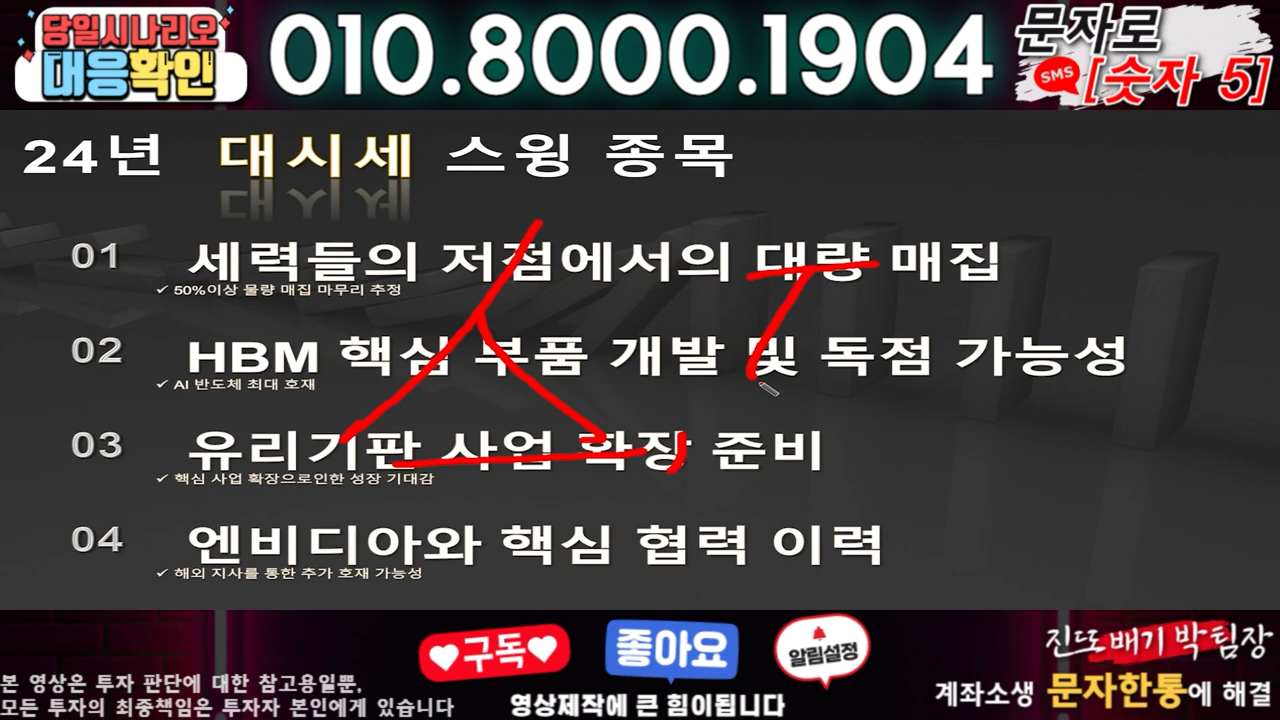 당일시나리오
대응확인
010.8000.1904
문자로
SMS
[숫자 5]
24년 대시세 스윙 종목
01 세력들의 저점에서의 대량 매집
✓ 50%이상 물량 매집 마무리 추정
02 HBM 핵심 부품 개발 및 독점 가능성
✓ AI 반도체 최대 호재
03 유리기판 사업 확장 준비
✓ 핵심 사업 확장으로인한 성장 기대감
04 엔비디아와 핵심 협력 이력
✓ 해외 지사를 통한 추가 호재 가능성
구독
좋아요
알림설정
영상제작에 큰 힘이됩니다
본 영상은 투자 판단에 대한 참고용일뿐,
모든 투자의 최종책임은 투자자 본인에게 있습니다
진또배기 박팀장
계좌소생 문자한통에 해결